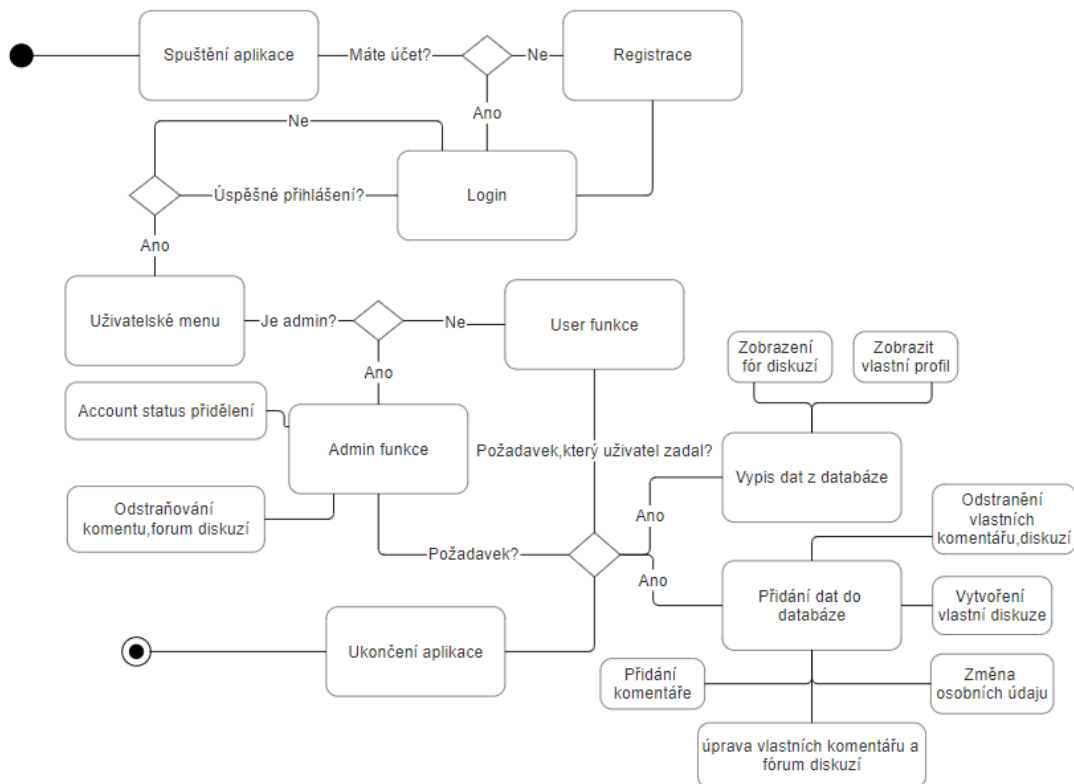 Spuštění aplikace
Máte účet?
Ne
Registrace
Ano
Ne
Login
Úspěšné přihlášení?
Ano
Uživatelské menu
Je admin?
Ne
User funkce
Ano
Zobrazení
fór diskuzí
Zobrazit
vlastní profil
Account status přidělení
Admin funkce
Požadavek,který uživatel zadal?
Vypis dat z databáze
Odstraňování
komentu,forum diskuzí
Ano
Odstranění
vlastních
komentářu,diskuzí
Požadavek?
Ano
Přidání dat do
databáze
Vytvoření
vlastní diskuze
Ukončení aplikace
Přidání
komentáře
Změna
osobních údaju
úprava vlastních komentářu a
fórum diskuzí